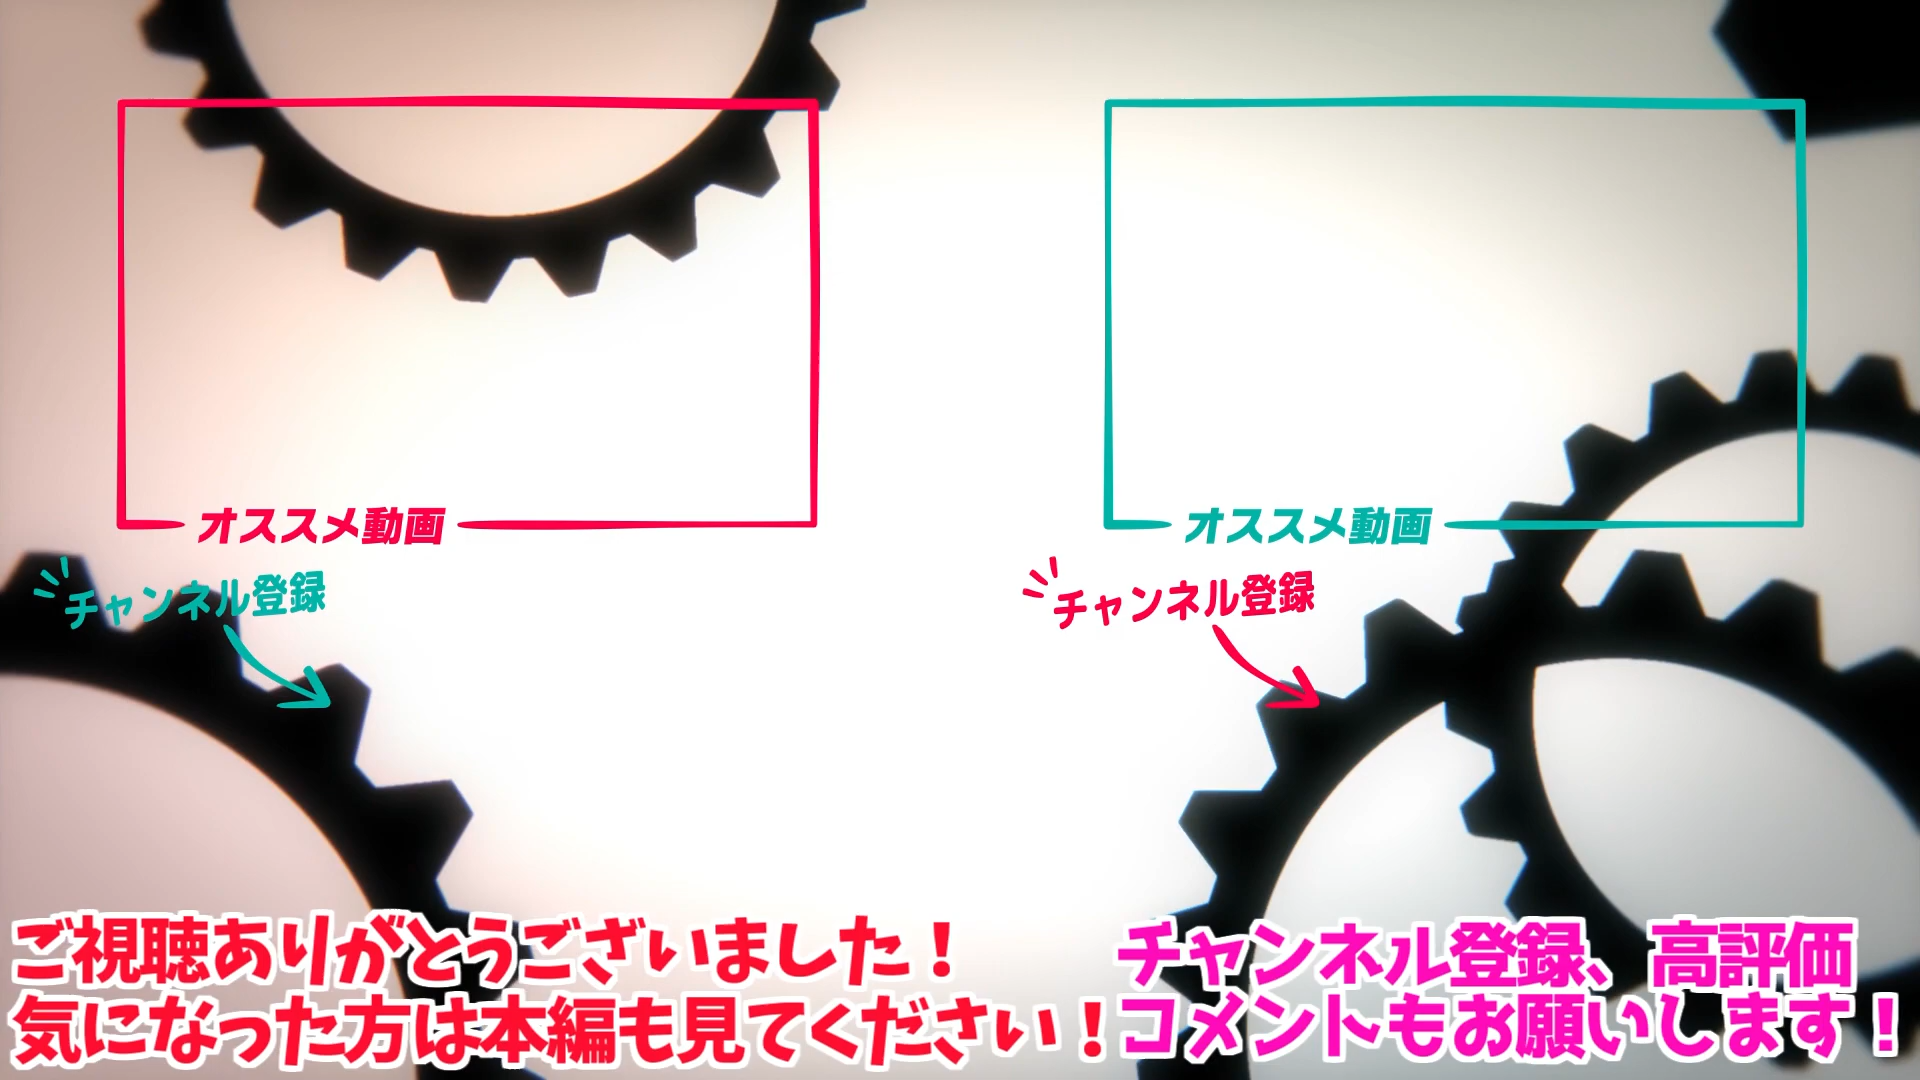 オススメ動画
オススメ動画
チャンネル登録
チャンネル登録
ご視聴ありがとうございました！
気になった方は本編も見てください！
チャンネル登録、高評価
コメントもお願いします！